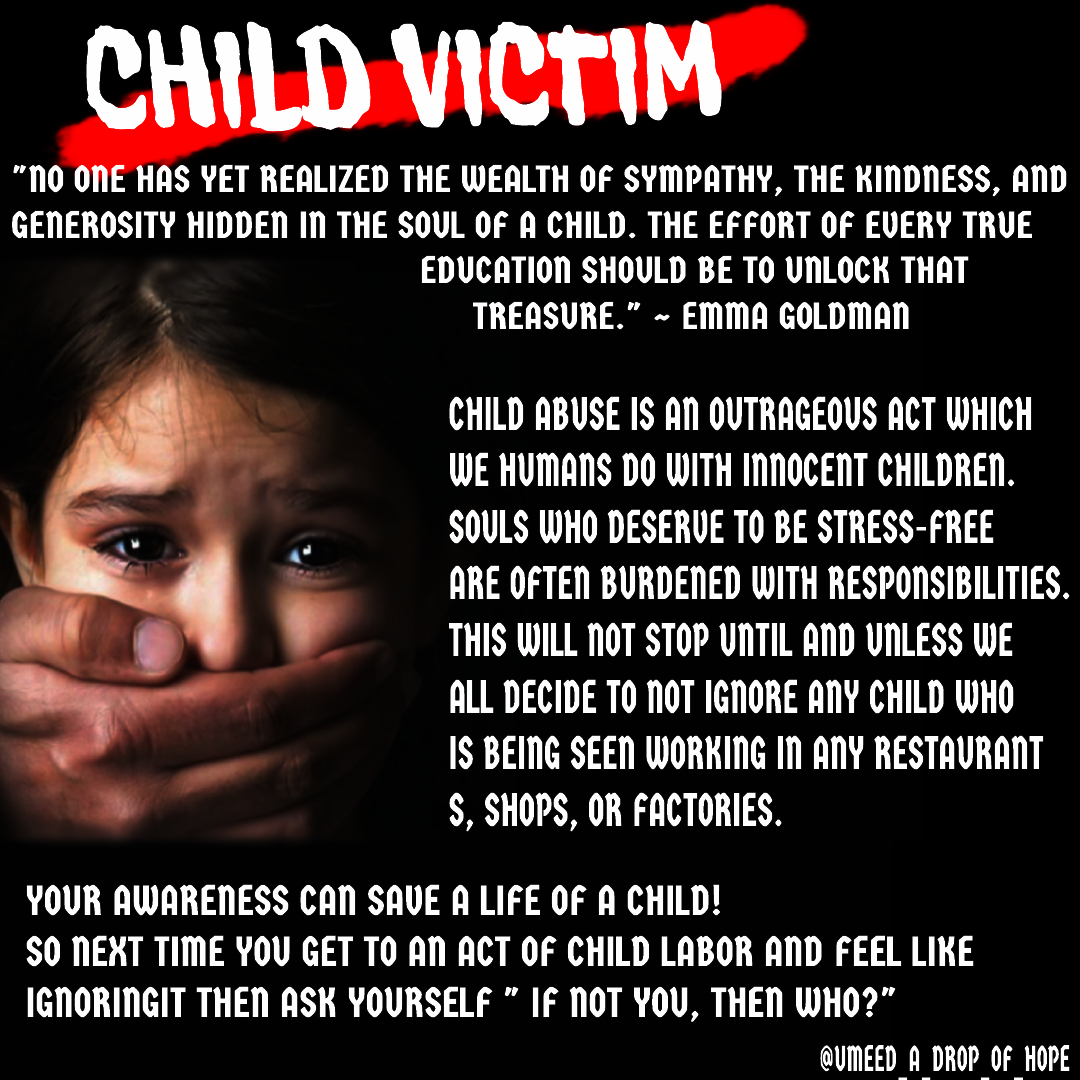 CHILD VICTIM
"NO ONE HAS YET REALIZED THE WEALTH OF SYMPATHY, THE KINDNESS, AND
GENEROSITY HIDDEN IN THE SOUL OF A CHILD. THE EFFORT OF EVERY TRUE
EDUCATION SHOULD BE TO UNLOCK THAT
TREASURE." ~ EMMA GOLDMAN
CHILD ABUSE IS AN OUTRAGEOUS ACT WHICH
WE HUMANS DO WITH INNOCENT CHILDREN.
SOULS WHO DESERVE TO BE STRESS-FREE
ARE OFTEN BURDENED WITH RESPONSIBILITIES.
THIS WILL NOT STOP UNTIL AND UNLESS WE
ALL DECIDE TO NOT IGNORE ANY CHILD WHO
IS BEING SEEN WORKING IN ANY RESTAURANT
S, SHOPS, OR FACTORIES.
YOUR AWARENESS CAN SAVE A LIFE OF A CHILD!
SO NEXT TIME YOU GET TO AN ACT OF CHILD LABOR AND FEEL LIKE
IGNORINGIT THEN ASK YOURSELF " IF NOT YOU, THEN WHO?"
@UMEED_A_DROP_OF_HOPE